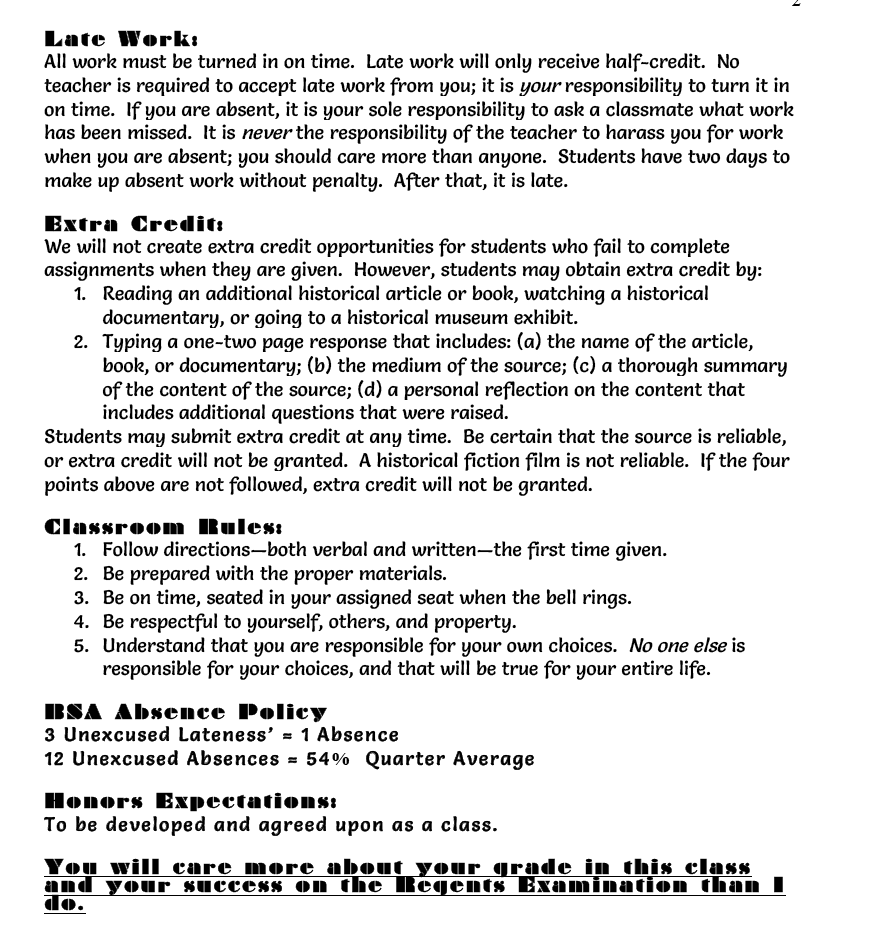 2
Late Work:
All work must be turned in on time. Late work will only receive half-credit. No
teacher is required to accept late work from you; it is your responsibility to turn it in
on time. If you are absent, it is your sole responsibility to ask a classmate what work
has been missed. It is never the responsibility of the teacher to harass you for work
when you are absent; you should care more than anyone. Students have two days to
make up absent work without penalty. After that, it is late.
Extra Credit:
We will not create extra credit opportunities for students who fail to complete
assignments when they are given. However, students may obtain extra credit by:
1. Reading an additional historical article or book, watching a historical
documentary, or going to a historical museum exhibit.
2. Typing a one-two page response that includes: (a) the name of the article,
book, or documentary; (b) the medium of the source; (c) a thorough summary
of the content of the source; (d) a personal reflection on the content that
includes additional questions that were raised.
Students may submit extra credit at any time. Be certain that the source is reliable,
or extra credit will not be granted. A historical fiction film is not reliable. If the four
points above are not followed, extra credit will not be granted.
Classroom Rules:
1. Follow directions—both verbal and written—the first time given.
2. Be prepared with the proper materials.
3. Be on time, seated in your assigned seat when the bell rings.
4. Be respectful to yourself, others, and property.
5. Understand that you are responsible for your own choices. No one else is
responsible for your choices, and that will be true for your entire life.
BSA Absence Policy
3 Unexcused Lateness’ = 1 Absence
12 Unexcused Absences = 54% Quarter Average
Honors Expectations:
To be developed and agreed upon as a class.
You will care more about your grade in this class
and your success on the Regents Examination than I
do.